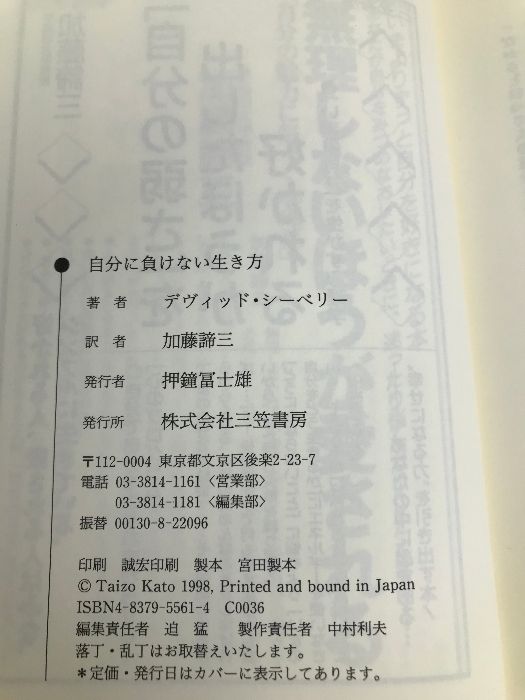 自分に負けない生き方
著者 デヴィッド・シーベリー
訳者 加藤諦三
発行者 押鐘冨士雄
発行所 株式会社三笠書房
〒112-0004 東京都文京区後楽2-23-7
電話 03-3814-1161〈営業部〉
03-3814-1181〈編集部〉
振替 00130-8-22096
印刷 誠宏印刷 製本 宮田製本
© Taizo Kato 1998, Printed and bound in Japan
ISBN4-8379-5561-4 C0036
編集責任者 迫 猛 製作責任者 中村利夫
落丁・乱丁はお取替えいたします。
*定価・発行日はカバーに表示してあります。